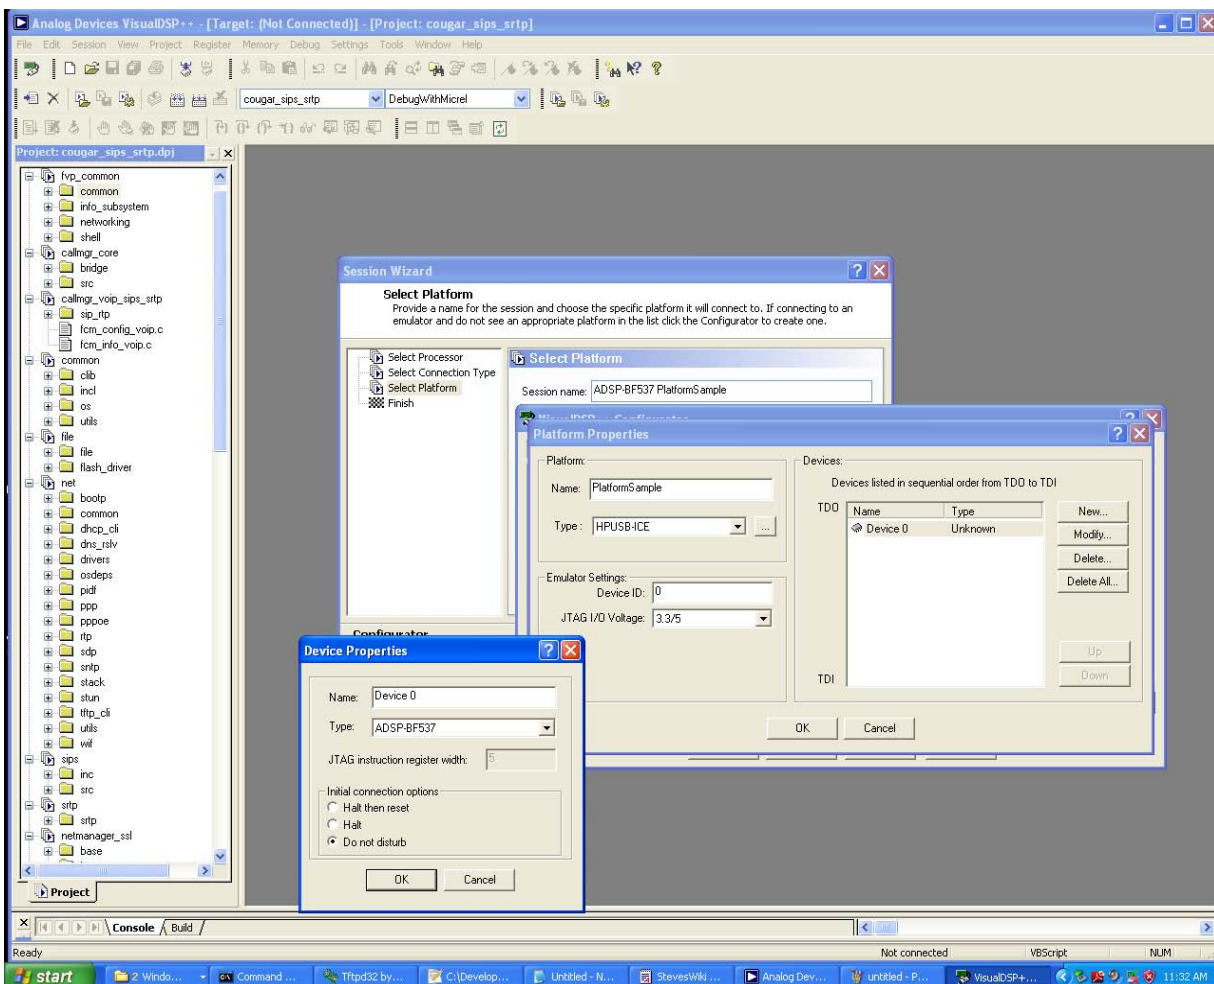 Analog Devices VisualDSP++ - [Target: (Not Connected)] - [Project: cougar_sips_srtp]
File Edit Session View Project Register Memory Debug Settings Tools Window Help
cougar_sips_srtp DebugWithMicrel
Project: cougar_sips_srtp.dpj
fvp_common
common
info_subsystem
networking
shell
callmgr_core
bridge
src
callmgr_voip_sips_srtp
sip_rtp
fcm_config_voip.c
fcm_info_voip.c
common
clib
incl
os
utils
file
file
flash_driver
net
bootp
common
dhcp_cli
dns_rslv
drivers
osdeps
pidf
ppp
pppoe
rtp
sdp
sntp
stack
stun
tftp_cli
utils
wif
sips
inc
src
srtp
srtp
netmanager_ssl
base
Project
Session Wizard
Select Platform
Provide a name for the session and choose the specific platform it will connect to. If connecting to an
emulator and do not see an appropriate platform in the list click the Configurator to create one.
Select Processor
Select Connection Type
Select Platform
Finish
Select Platform
Session name: ADSP-BF537 PlatformSample
VisualDSP++ Configurator
Configurator
Platform Properties
Platform:
Name: PlatformSample
Type : HPUSB-ICE ...
Emulator Settings:
Device ID: 0
JTAG I/O Voltage: 3.3/5
Devices:
Devices listed in sequential order from TDO to TDI
TDO Name Type
Device 0 Unknown
TDI
New...
Modify...
Delete...
Delete All...
Up
Down
OK Cancel
Device Properties
Name: Device 0
Type: ADSP-BF537
JTAG instruction register width: 5
Initial connection options
Halt then reset
Halt
Do not disturb
OK Cancel
Console Build
Ready Not connected VBScript NUM
start 2 Windo... Command ... Tftpd32 by... C:\Develop... Untitled - N... StevesWiki ... Analog Dev... untitled - P... VisualDSP+... 11:32 AM